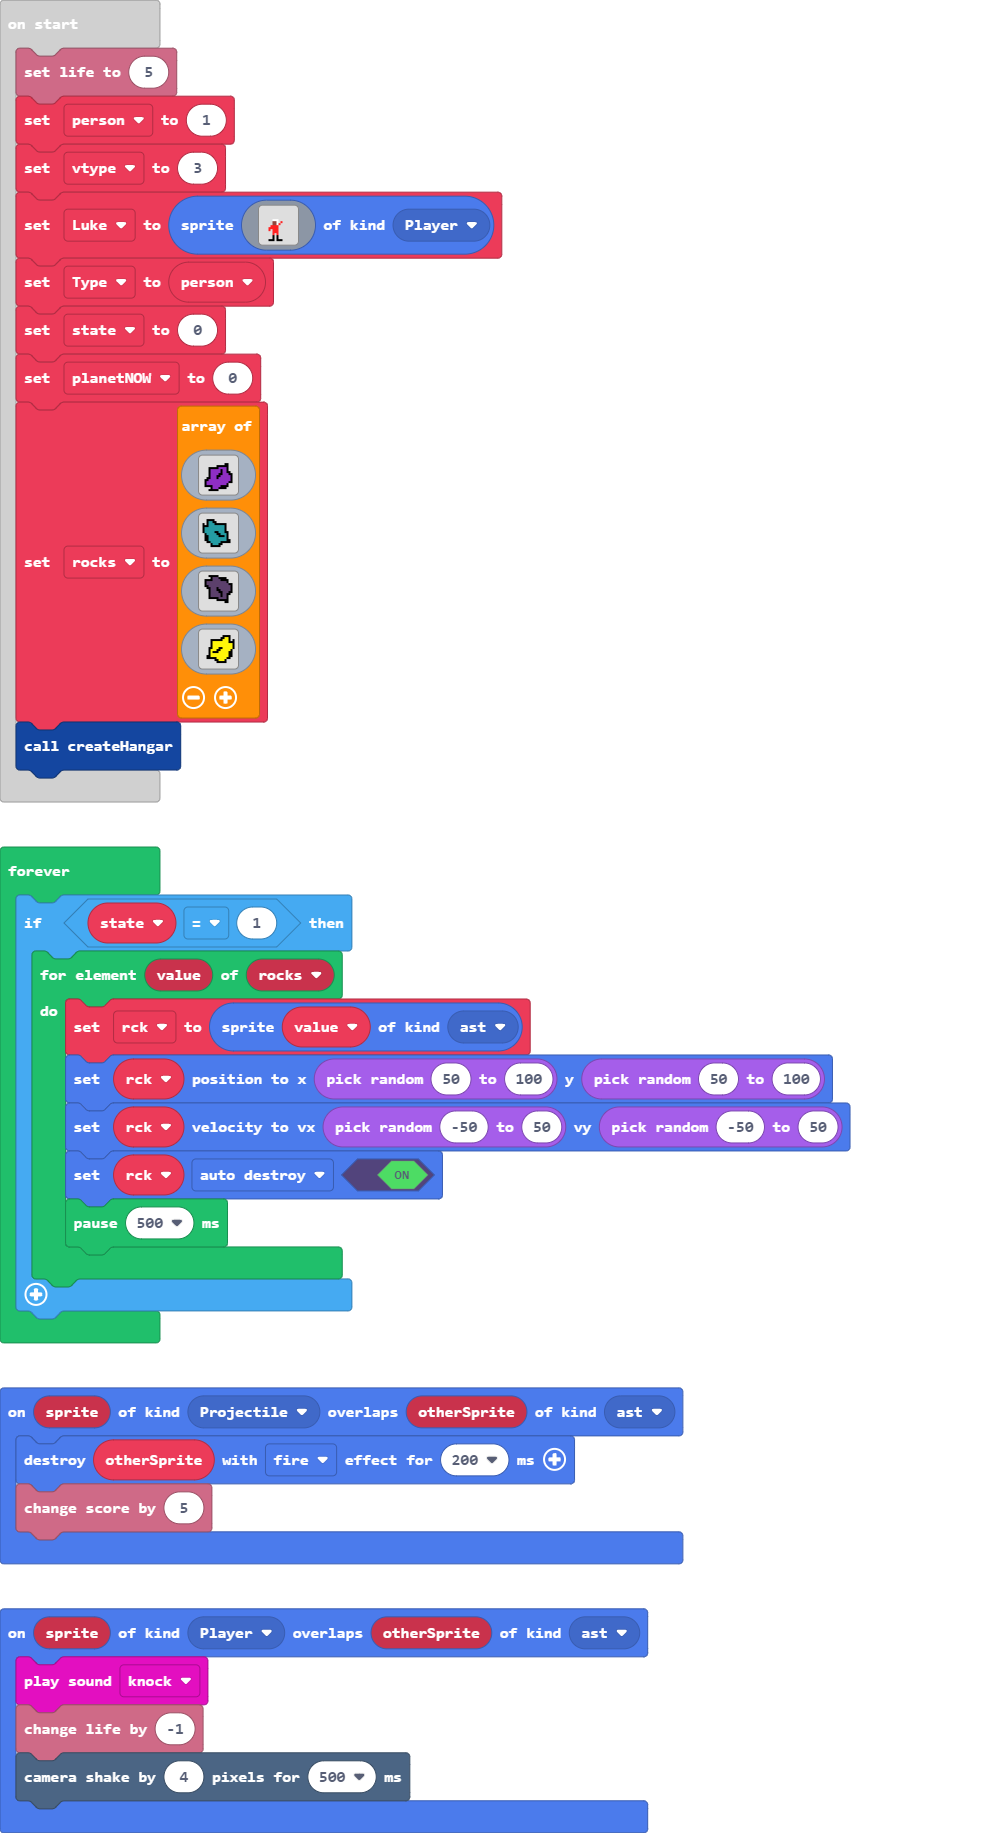 on start
set life to 5
set person to 1
set vtype to 3
set Luke to sprite of kind Player
set Type to person
set state to 0
set planetNOW to 0
array of
set rocks to
call createHangar
forever
if state = 1 then
for element value of rocks
do
set rck to sprite value of kind ast
set rck position to x pick random 50 to 100 y pick random 50 to 100
set rck velocity to vx pick random -50 to 50 vy pick random -50 to 50
set rck auto destroy ON
pause 500 ms
on sprite of kind Projectile overlaps otherSprite of kind ast
destroy otherSprite with fire effect for 200 ms
change score by 5
on sprite of kind Player overlaps otherSprite of kind ast
play sound knock
change life by -1
camera shake by 4 pixels for 500 ms